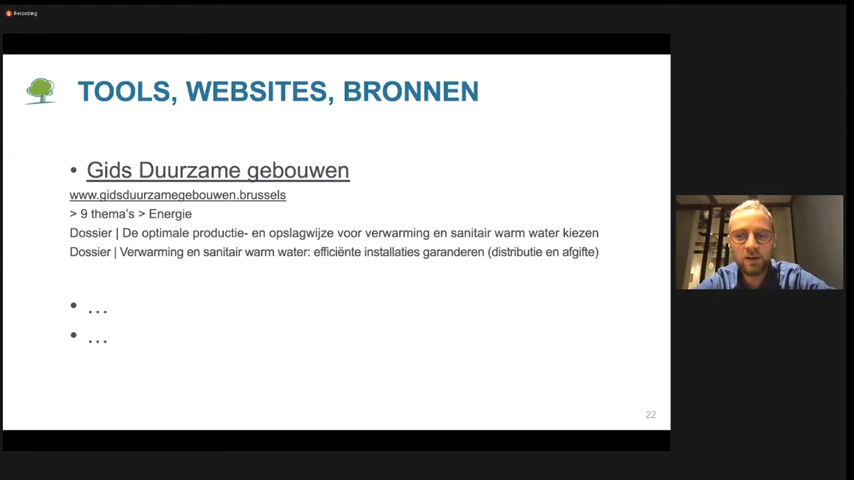 Recording
TOOLS, WEBSITES, BRONNEN
• Gids Duurzame gebouwen
www.gidsduurzamegebouwen.brussels
> 9 thema's > Energie
Dossier | De optimale productie- en opslagwijze voor verwarming en sanitair warm water kiezen
Dossier | Verwarming en sanitair warm water: efficiënte installaties garanderen (distributie en afgifte)
• …
• …
22